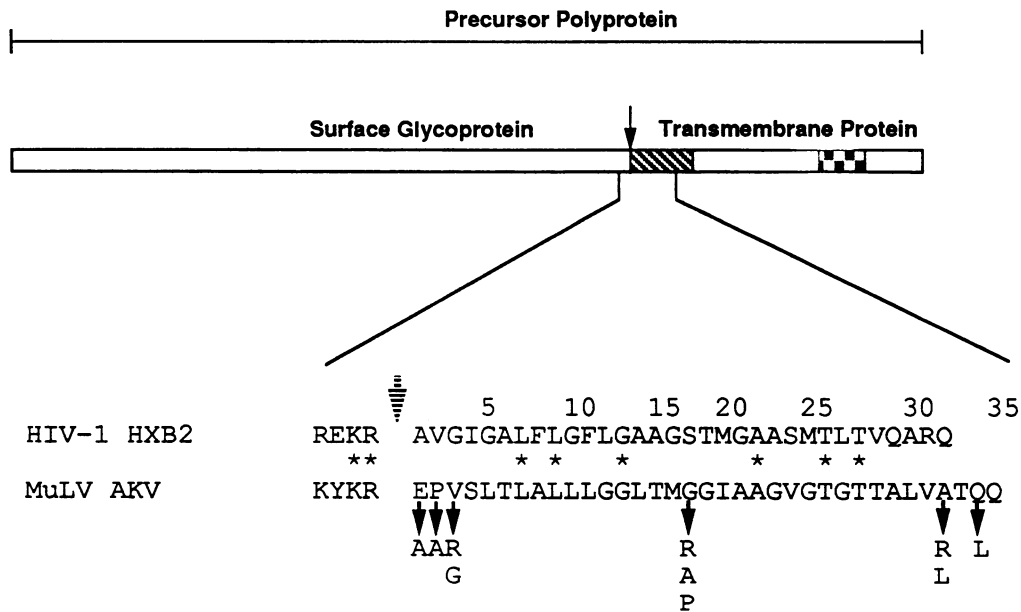 Precursor Polyprotein
Surface Glycoprotein
Transmembrane Protein
5 10 15 20 25 30 35
HIV-1 HXB2 REKR AVGIGALFLGFLGAAGSTMGAASMTLTVQARQ
** * * * * * *
MuLV AKV KYKR EPVSLTLALLLGGLTMGGIAAGVGTGTTALVATQQ
AAR R R L
G A L
P